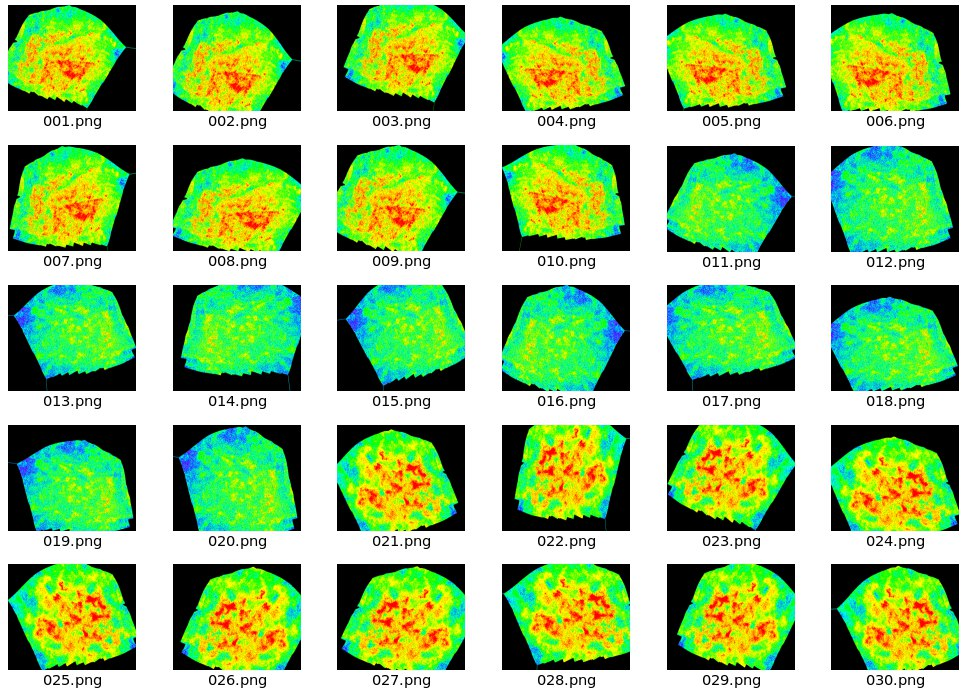 001.png 002.png 003.png 004.png 005.png 006.png
007.png 008.png 009.png 010.png 011.png 012.png
013.png 014.png 015.png 016.png 017.png 018.png
019.png 020.png 021.png 022.png 023.png 024.png
025.png 026.png 027.png 028.png 029.png 030.png